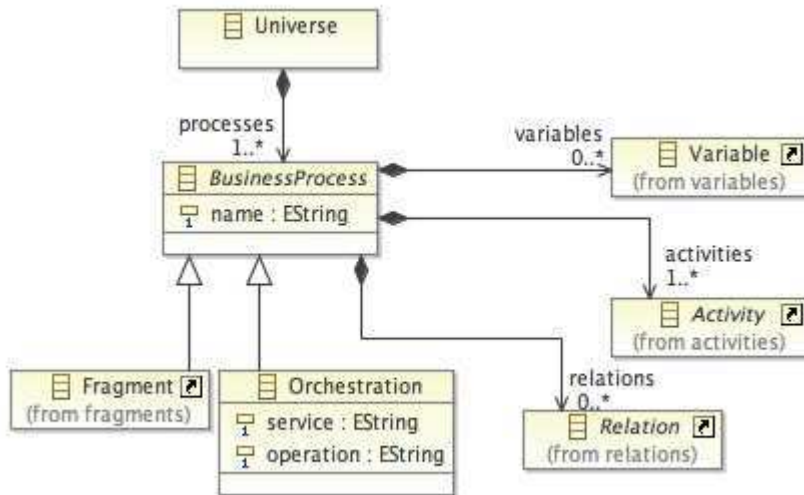 Universe
processes
1..*
variables
0..*
BusinessProcess
name : EString
Variable
(from variables)
activities
1..*
Activity
(from activities)
Fragment
(from fragments)
Orchestration
service : EString
operation : EString
relations
0..*
Relation
(from relations)